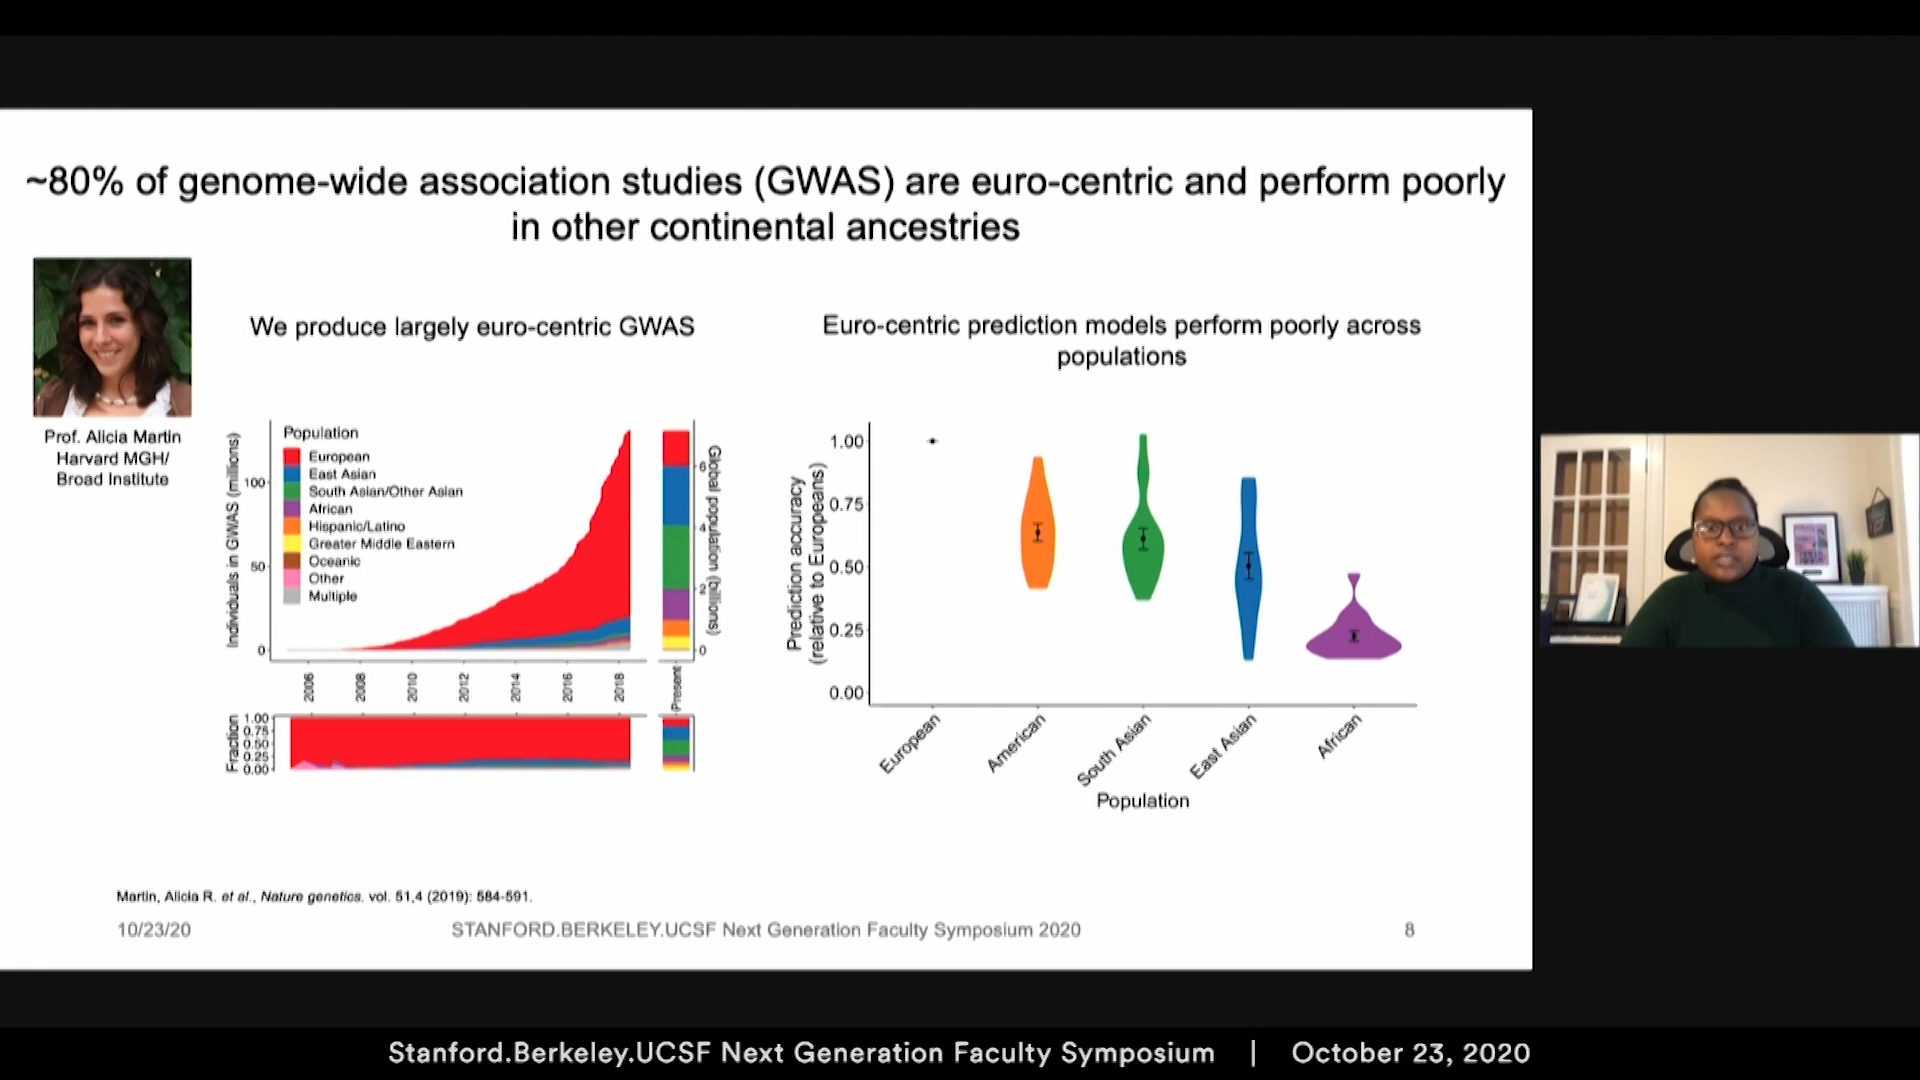 ~80% of genome-wide association studies (GWAS) are euro-centric and perform poorly
in other continental ancestries
Prof. Alicia Martin
Harvard MGH/
Broad Institute
We produce largely euro-centric GWAS
Individuals in GWAS (millions)
100
50
0
Population
European
East Asian
South Asian/Other Asian
African
Hispanic/Latino
Greater Middle Eastern
Oceanic
Other
Multiple
2006
2008
2010
2012
2014
2016
2018
Present
6
4
2
0
Global population (billions)
Fraction
1.00
0.75
0.50
0.25
0.00
Euro-centric prediction models perform poorly across
populations
Prediction accuracy
(relative to Europeans)
1.00
0.75
0.50
0.25
0.00
European
American
South Asian
East Asian
African
Population
Martin, Alicia R. et al., Nature genetics. vol. 51,4 (2019): 584-591.
10/23/20
STANFORD.BERKELEY.UCSF Next Generation Faculty Symposium 2020
8
Stanford.Berkeley.UCSF Next Generation Faculty Symposium | October 23, 2020